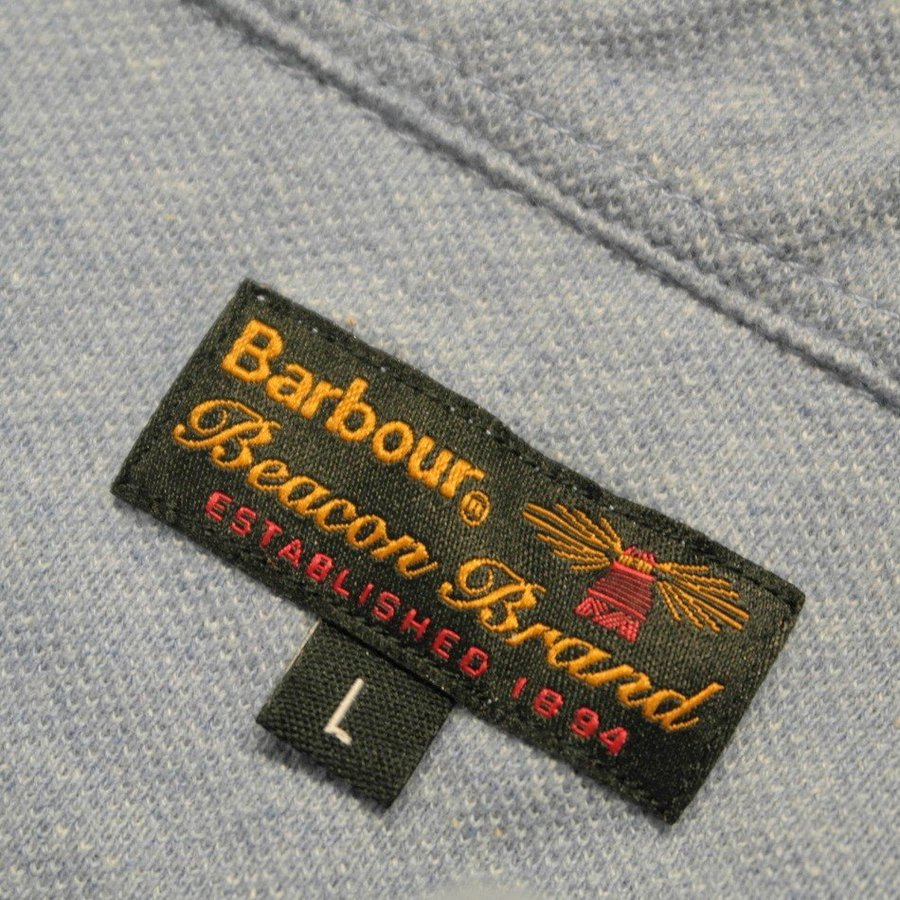 Barbour®
Beacon Brand
ESTABLISHED 1894
L